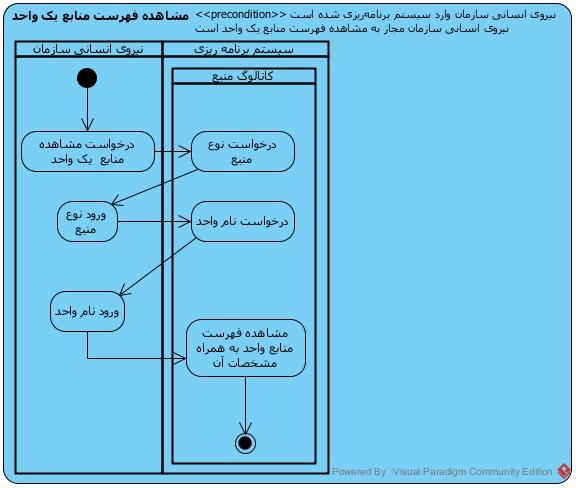 مشاهده فهرست منابع یک واحد
<<precondition>> نیروی انسانی سازمان وارد سیستم برنامه‌ریزی شده است
نیروی انسانی سازمان مجاز به مشاهده فهرست منابع یک واحد است
نیروی انسانی سازمان
سیستم برنامه ریزی
کاتالوگ منبع
درخواست مشاهده
منابع یک واحد
درخواست نوع
منبع
ورود نوع
منبع
درخواست نام واحد
ورود نام واحد
مشاهده فهرست
منابع واحد به همراه
مشخصات آن
Powered By Visual Paradigm Community Edition